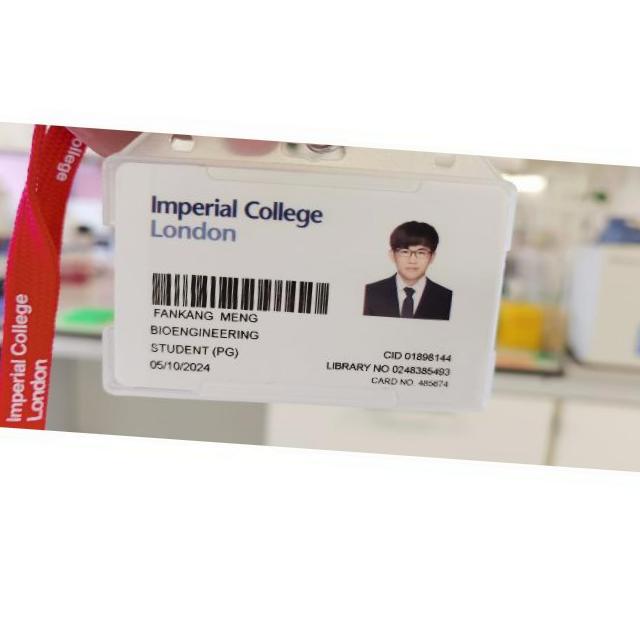 Imperial College
London
FANKANG MENG
BIOENGINEERING
STUDENT (PG)
05/10/2024
CID 01898144
LIBRARY NO 0248385493
CARD NO. 485674
Imperial College
London
College